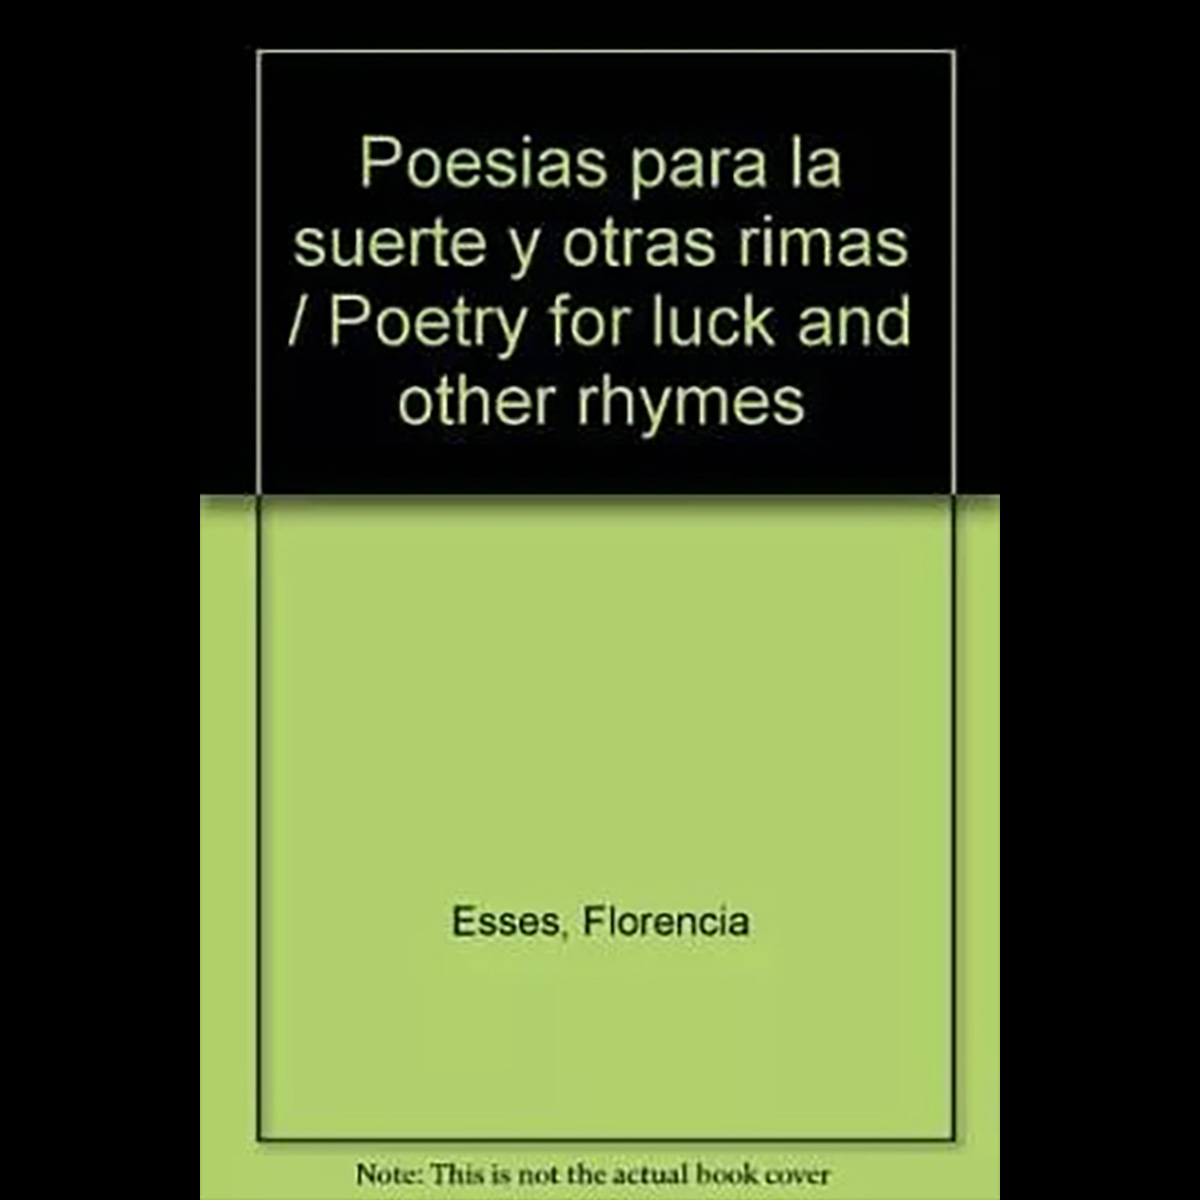 Poesias para la
suerte y otras rimas
/ Poetry for luck and
other rhymes
Esses, Florencia
Note: This is not the actual book cover